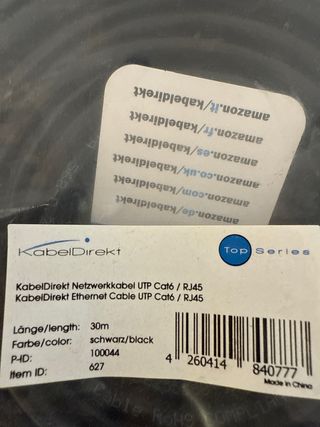 amazon.it/kabeldirekt
amazon.fr/kabeldirekt
amazon.es/kabeldirekt
amazon.co.uk/kabeldirekt
amazon.com/kabeldirekt
amazon.de/kabeldirekt
KabelDirekt
Top Series
KabelDirekt Netzwerkkabel UTP Cat6 / RJ45
KabelDirekt Ethernet Cable UTP Cat6 / RJ45
Länge/length: 30m
Farbe/color: schwarz/black
P-ID: 100044
Item ID: 627
4 260414 840777
Made in China